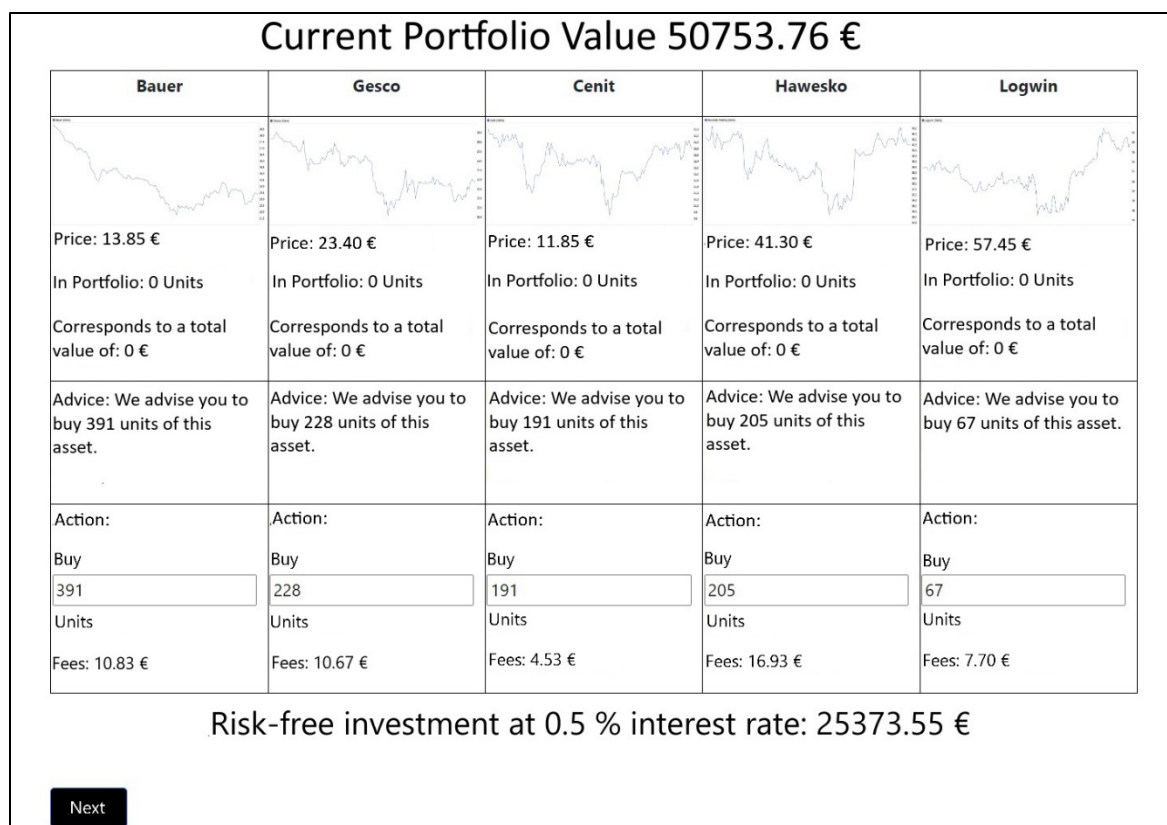 Current Portfolio Value 50753.76 €
Bauer
Gesco
Cenit
Hawesko
Logwin
Price: 13.85 €
In Portfolio: 0 Units
Corresponds to a total
value of: 0 €
Price: 23.40 €
In Portfolio: 0 Units
Corresponds to a total
value of: 0 €
Price: 11.85 €
In Portfolio: 0 Units
Corresponds to a total
value of: 0 €
Price: 41.30 €
In Portfolio: 0 Units
Corresponds to a total
value of: 0 €
Price: 57.45 €
In Portfolio: 0 Units
Corresponds to a total
value of: 0 €
Advice: We advise you to
buy 391 units of this
asset.
Advice: We advise you to
buy 228 units of this
asset.
Advice: We advise you to
buy 191 units of this
asset.
Advice: We advise you to
buy 205 units of this
asset.
Advice: We advise you to
buy 67 units of this asset.
Action:
Buy
391
Units
Fees: 10.83 €
Action:
Buy
228
Units
Fees: 10.67 €
Action:
Buy
191
Units
Fees: 4.53 €
Action:
Buy
205
Units
Fees: 16.93 €
Action:
Buy
67
Units
Fees: 7.70 €
Risk-free investment at 0.5 % interest rate: 25373.55 €
Next